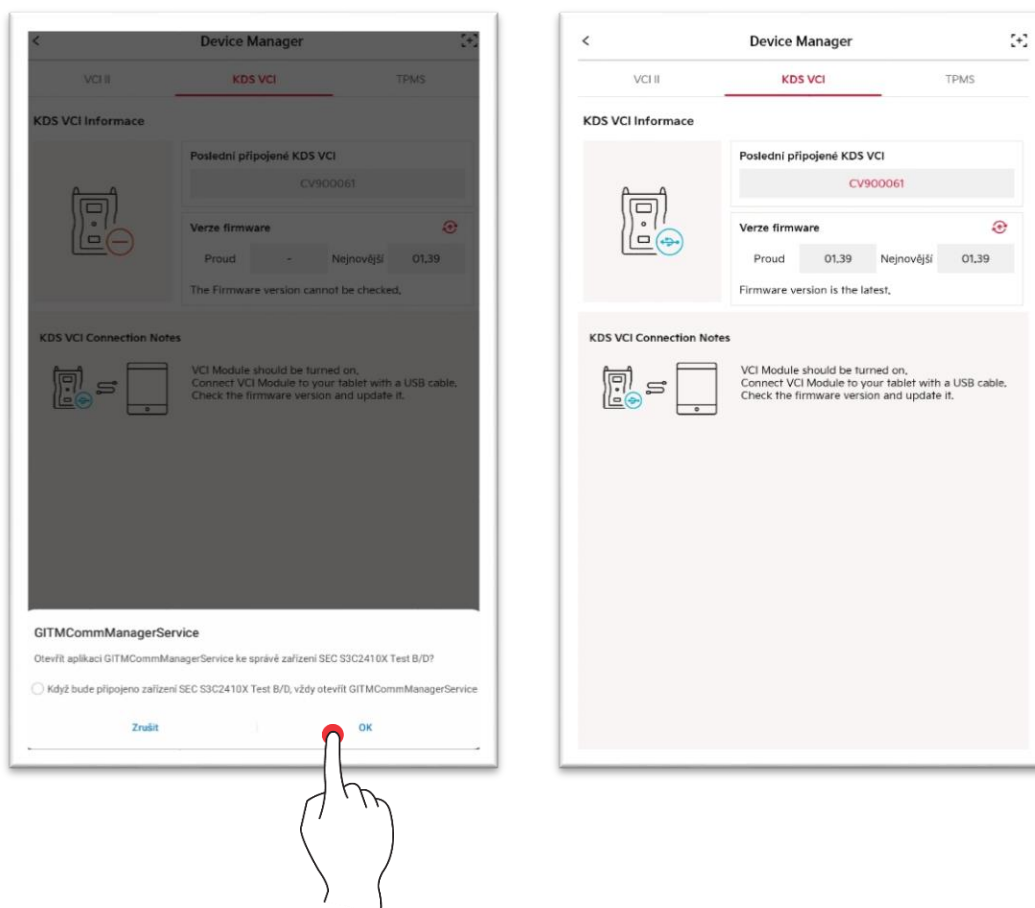 Device Manager
VCI II
KDS VCI
TPMS
KDS VCI Informace
Poslední připojené KDS VCI
CV900061
Verze firmware
Proud - Nejnovější 01,39
The Firmware version cannot be checked,
KDS VCI Connection Notes
VCI Module should be turned on,
Connect VCI Module to your tablet with a USB cable,
Check the firmware version and update it,
GITMCommManagerService
Otevřít aplikaci GITMCommManagerService ke správě zařízení SEC S3C2410X Test B/D?
Když bude připojeno zařízení SEC S3C2410X Test B/D, vždy otevřít GITMCommManagerService
Zrušit
OK
Device Manager
VCI II
KDS VCI
TPMS
KDS VCI Informace
Poslední připojené KDS VCI
CV900061
Verze firmware
Proud 01,39 Nejnovější 01,39
Firmware version is the latest,
KDS VCI Connection Notes
VCI Module should be turned on,
Connect VCI Module to your tablet with a USB cable,
Check the firmware version and update it,